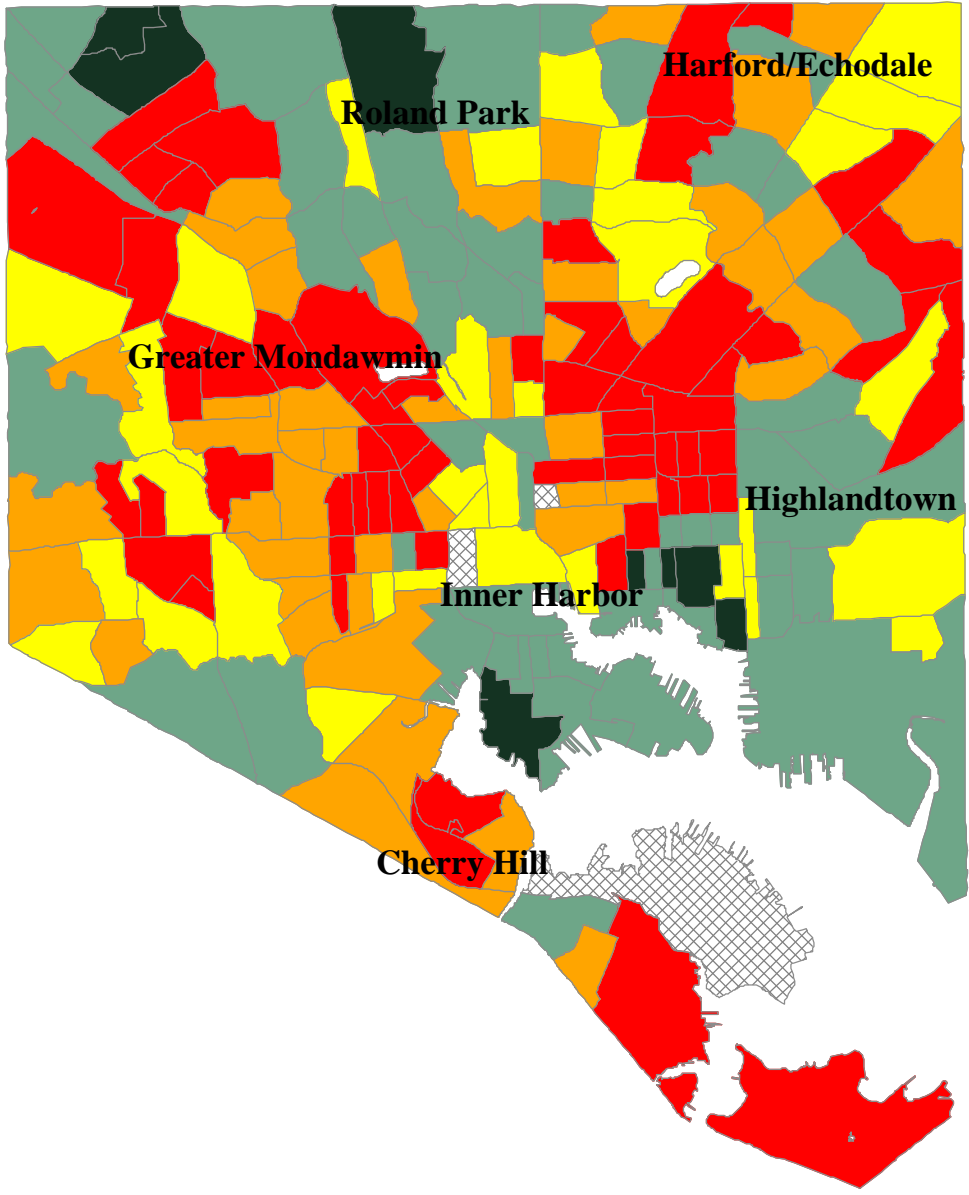 Harford/Echodale
Roland Park
Greater Mondawmin
Highlandtown
Inner Harbor
Cherry Hill